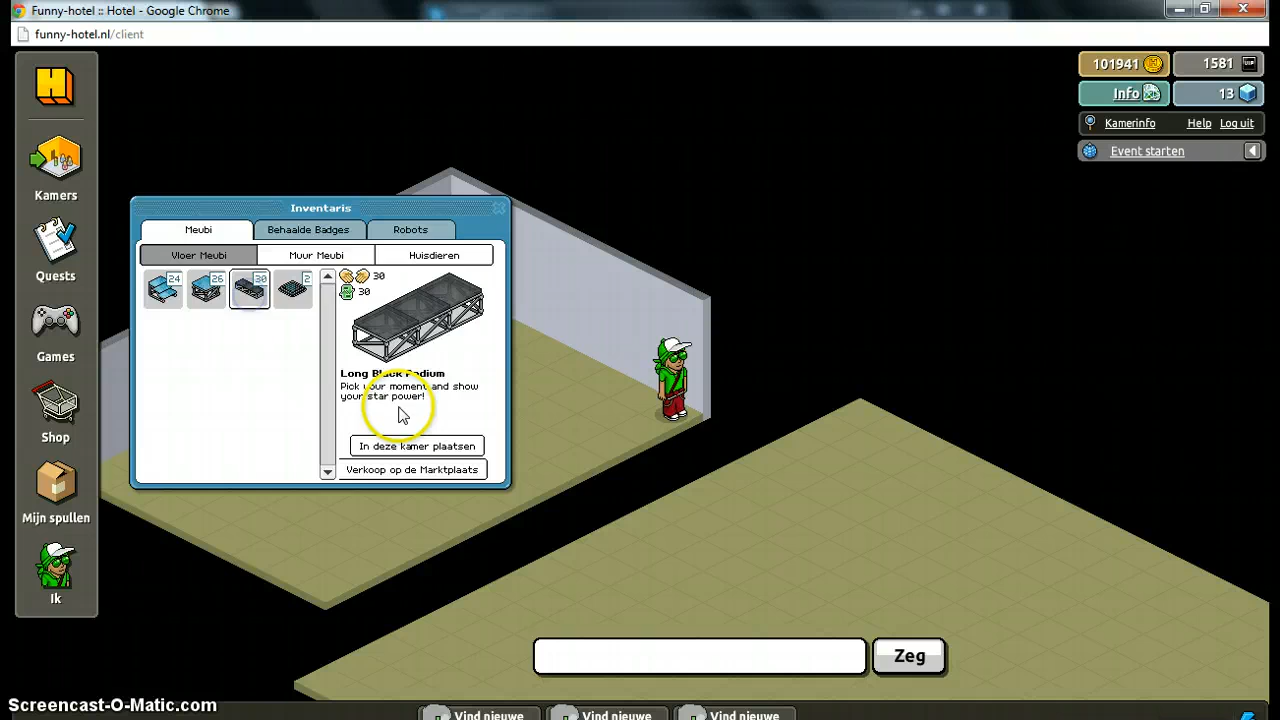 Funny-hotel :: Hotel - Google Chrome
funny-hotel.nl/client
101941
1581
VIP
Info
13
Kamerinfo Help Log uit
Event starten
H
Kamers
Quests
Games
Shop
Mijn spullen
Ik
Inventaris
Meubi Behaalde Badges Robots
Vloer Meubi Muur Meubi Huisdieren
24 26 30 2
30
30
Long Black Podium
Pick your moment and show
your star power!
In deze kamer plaatsen
Verkoop op de Marktplaats
Zeg
Screencast-O-Matic.com
Vind nieuwe Vind nieuwe Vind nieuwe